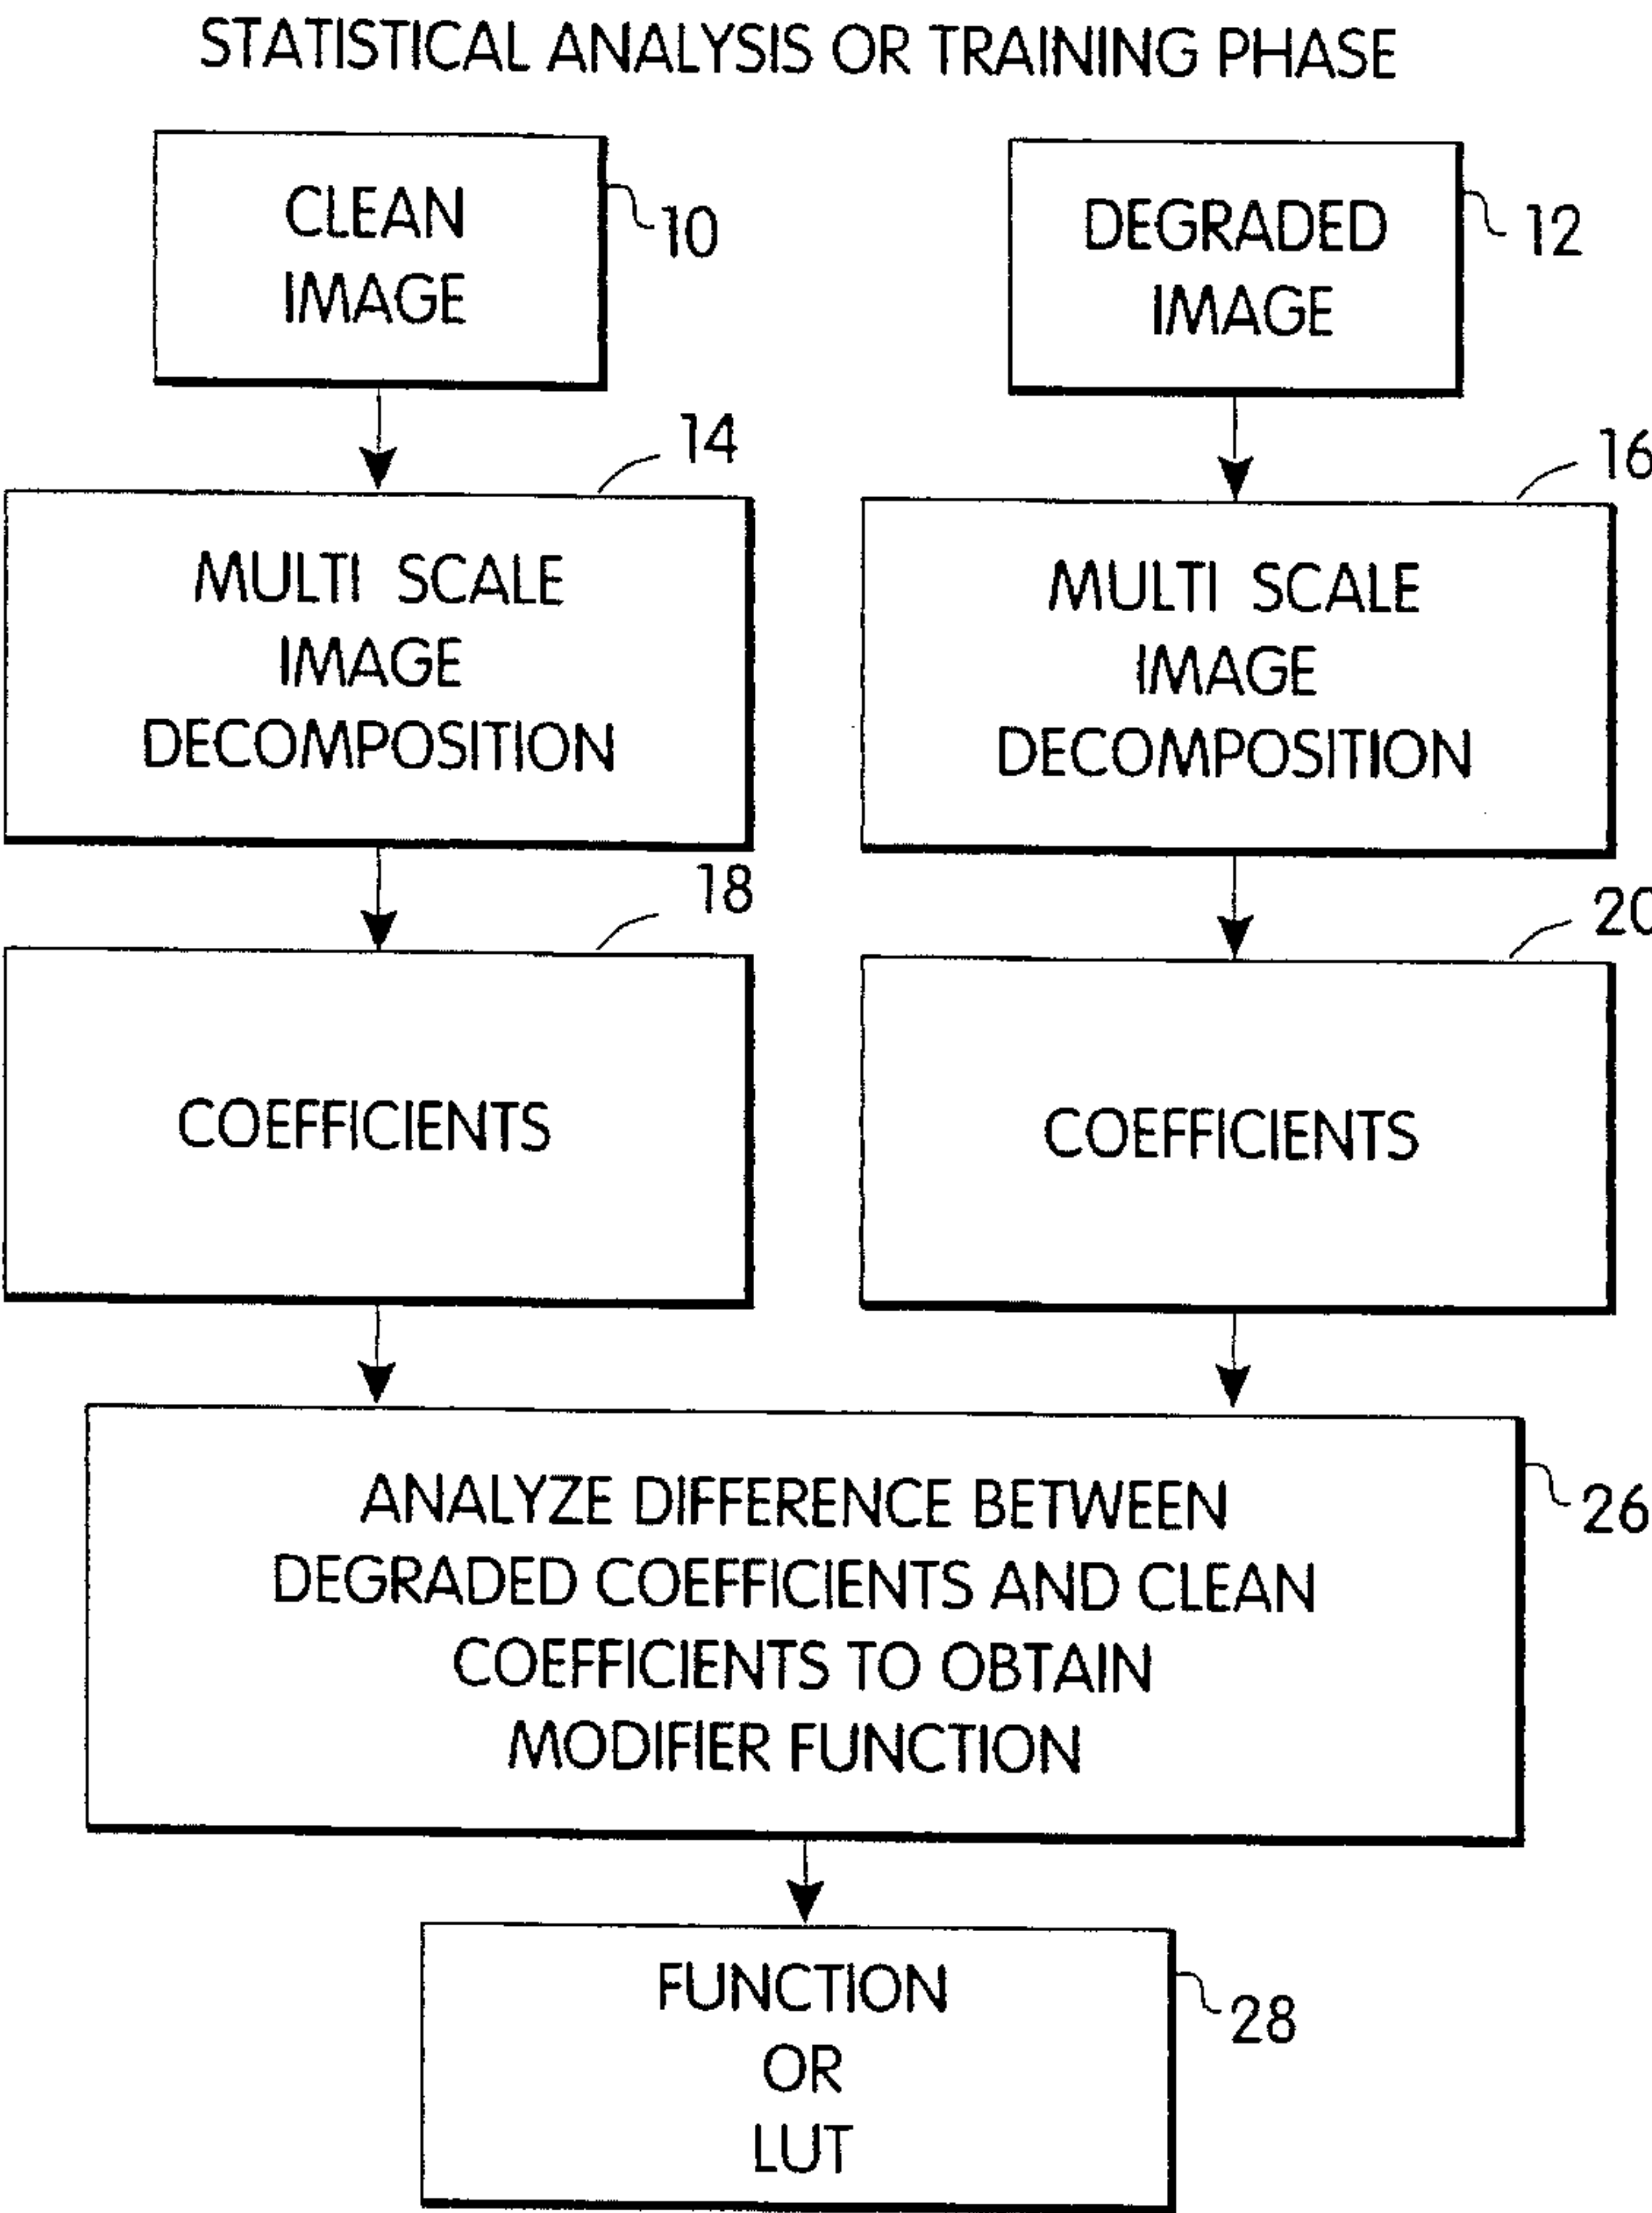 STATISTICAL ANALYSIS OR TRAINING PHASE
CLEAN
IMAGE
10
DEGRADED
IMAGE
12
14
MULTI SCALE
IMAGE
DECOMPOSITION
16
MULTI SCALE
IMAGE
DECOMPOSITION
18
COEFFICIENTS
20
COEFFICIENTS
ANALYZE DIFFERENCE BETWEEN
DEGRADED COEFFICIENTS AND CLEAN
COEFFICIENTS TO OBTAIN
MODIFIER FUNCTION
26
FUNCTION
OR
LUT
28